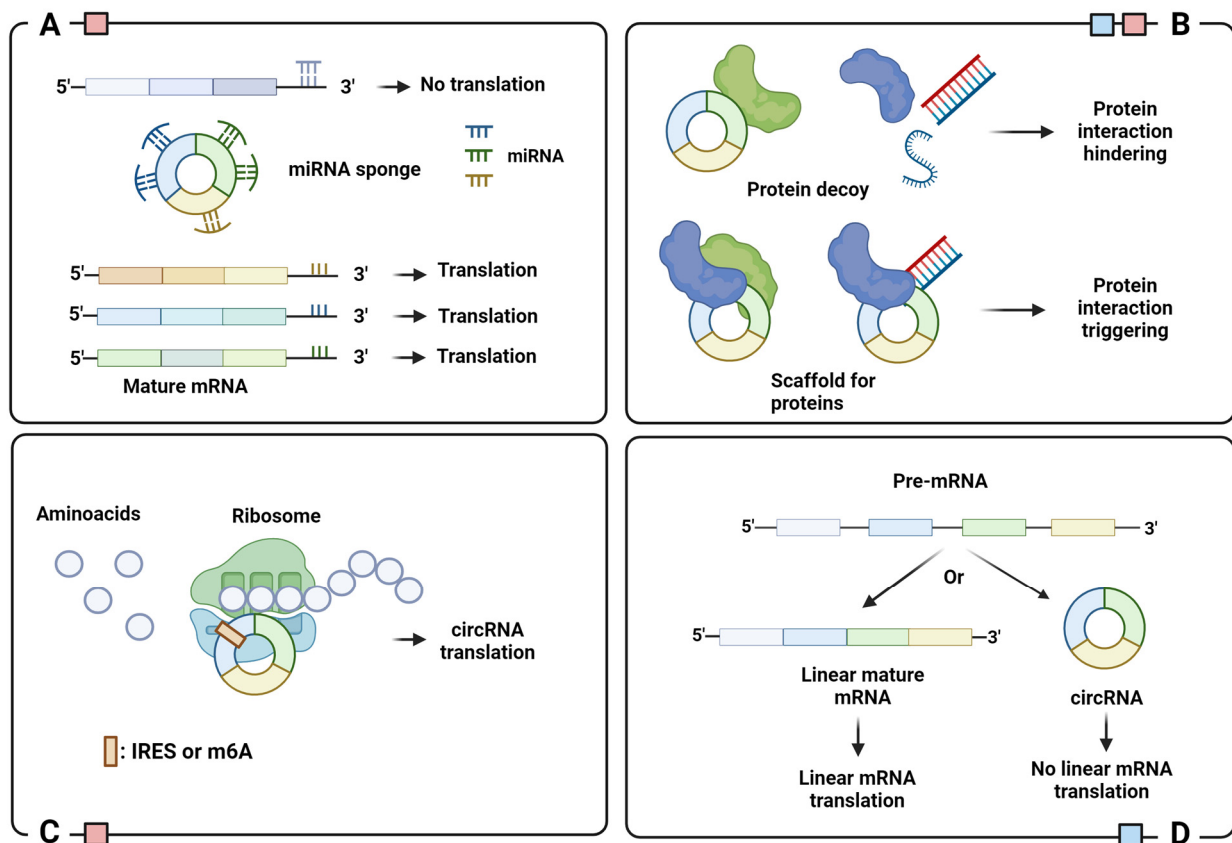 A
5' 3' No translation
miRNA sponge
miRNA
5' 3' Translation
5' 3' Translation
5' 3' Translation
Mature mRNA
B
Protein decoy
Protein
interaction
hindering
Scaffold for
proteins
Protein
interaction
triggering
Aminoacids
Ribosome
circRNA
translation
: IRES or m6A
C
Pre-mRNA
5' 3'
Or
5' 3'
Linear mature
mRNA
circRNA
Linear mRNA
translation
No linear mRNA
translation
D